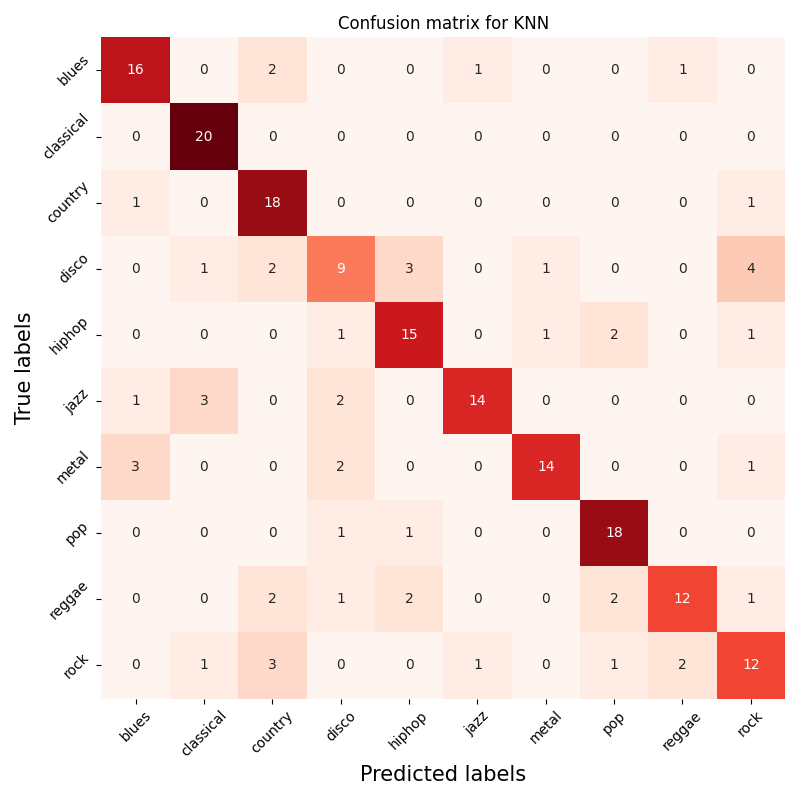 Confusion matrix for KNN
True labels
blues 16 0 2 0 0 1 0 0 1 0
classical 0 20 0 0 0 0 0 0 0 0
country 1 0 18 0 0 0 0 0 0 1
disco 0 1 2 9 3 0 1 0 0 4
hiphop 0 0 0 1 15 0 1 2 0 1
jazz 1 3 0 2 0 14 0 0 0 0
metal 3 0 0 2 0 0 14 0 0 1
pop 0 0 0 1 1 0 0 18 0 0
reggae 0 0 2 1 2 0 0 2 12 1
rock 0 1 3 0 0 1 0 1 2 12
blues classical country disco hiphop jazz metal pop reggae rock
Predicted labels